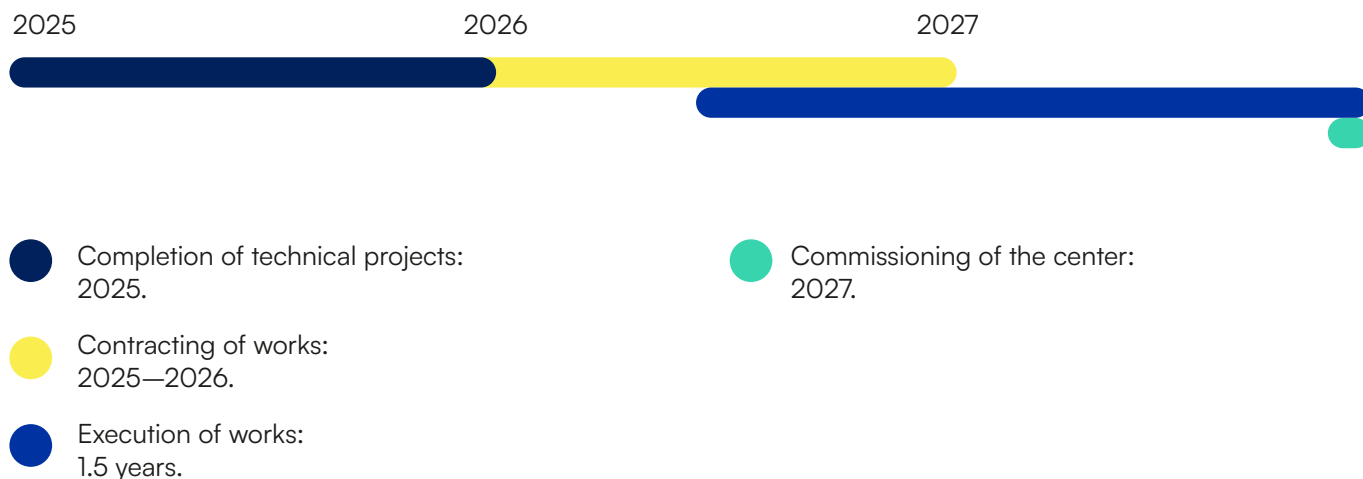 2025
2026
2027
Completion of technical projects:
2025.
Contracting of works:
2025—2026.
Execution of works:
1.5 years.
Commissioning of the center:
2027.